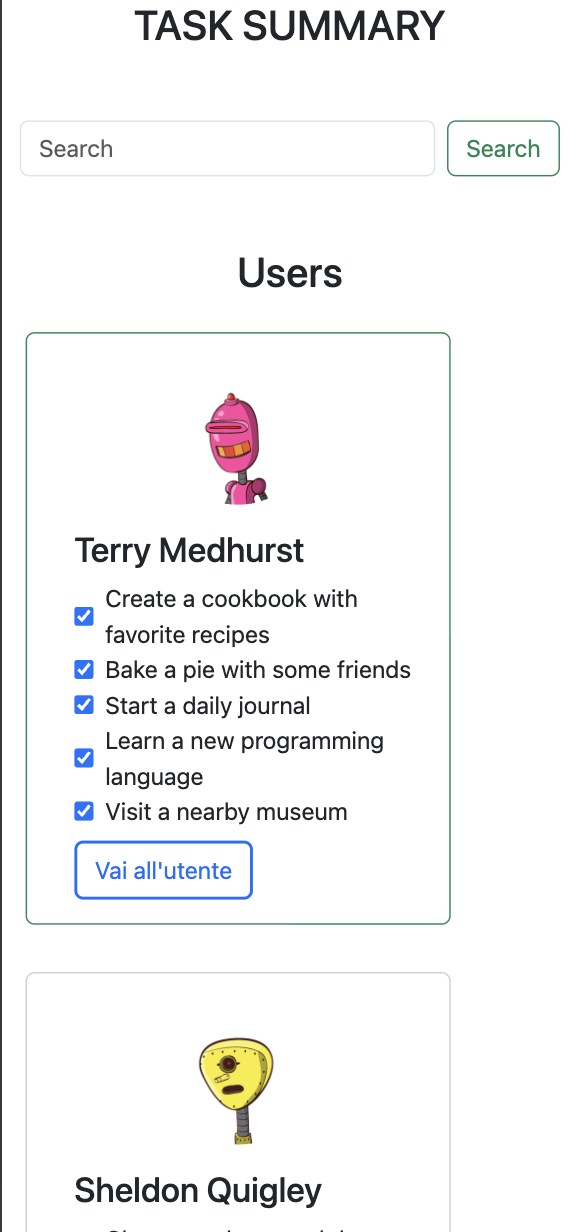 TASK SUMMARY
Search
Search
Users
Terry Medhurst
Create a cookbook with
favorite recipes
Bake a pie with some friends
Start a daily journal
Learn a new programming
language
Visit a nearby museum
Vai all'utente
Sheldon Quigley